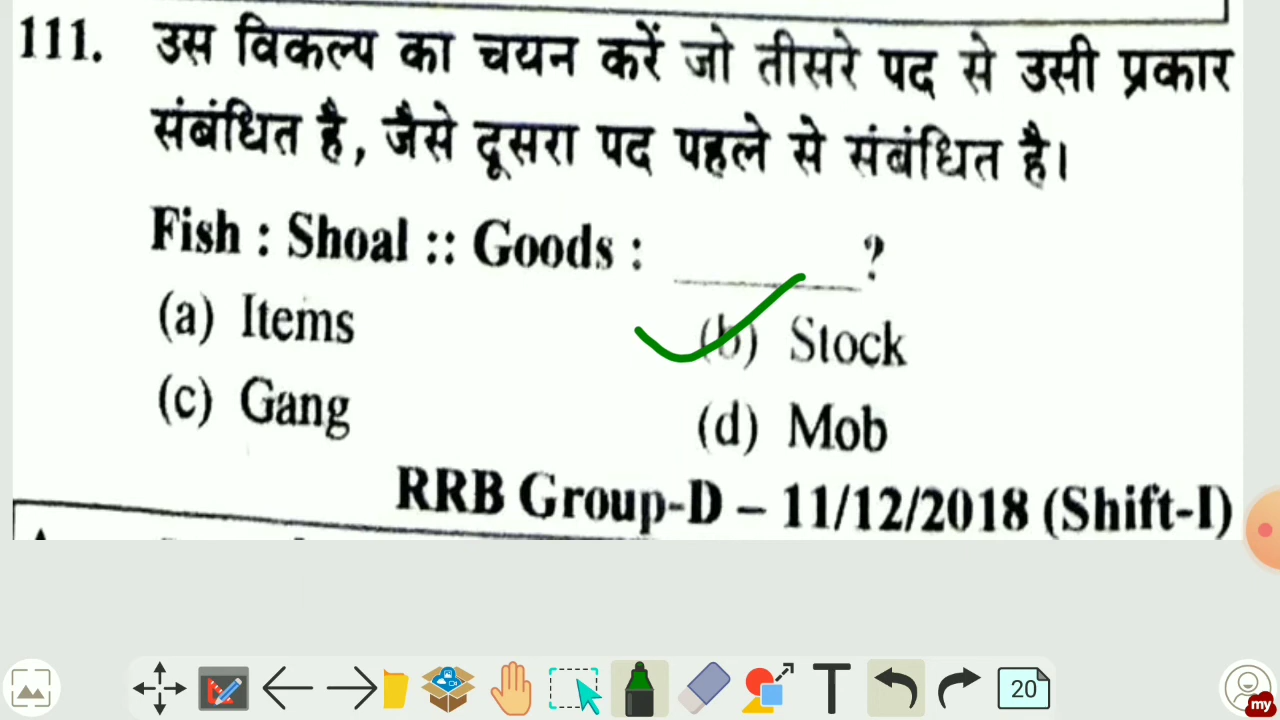 111. उस विकल्प का चयन करें जो तीसरे पद से उसी प्रकार
संबंधित है, जैसे दूसरा पद पहले से संबंधित है।
Fish : Shoal :: Goods : ______?
(a) Items (b) Stock
(c) Gang (d) Mob
RRB Group-D – 11/12/2018 (Shift-I)
T 20
my